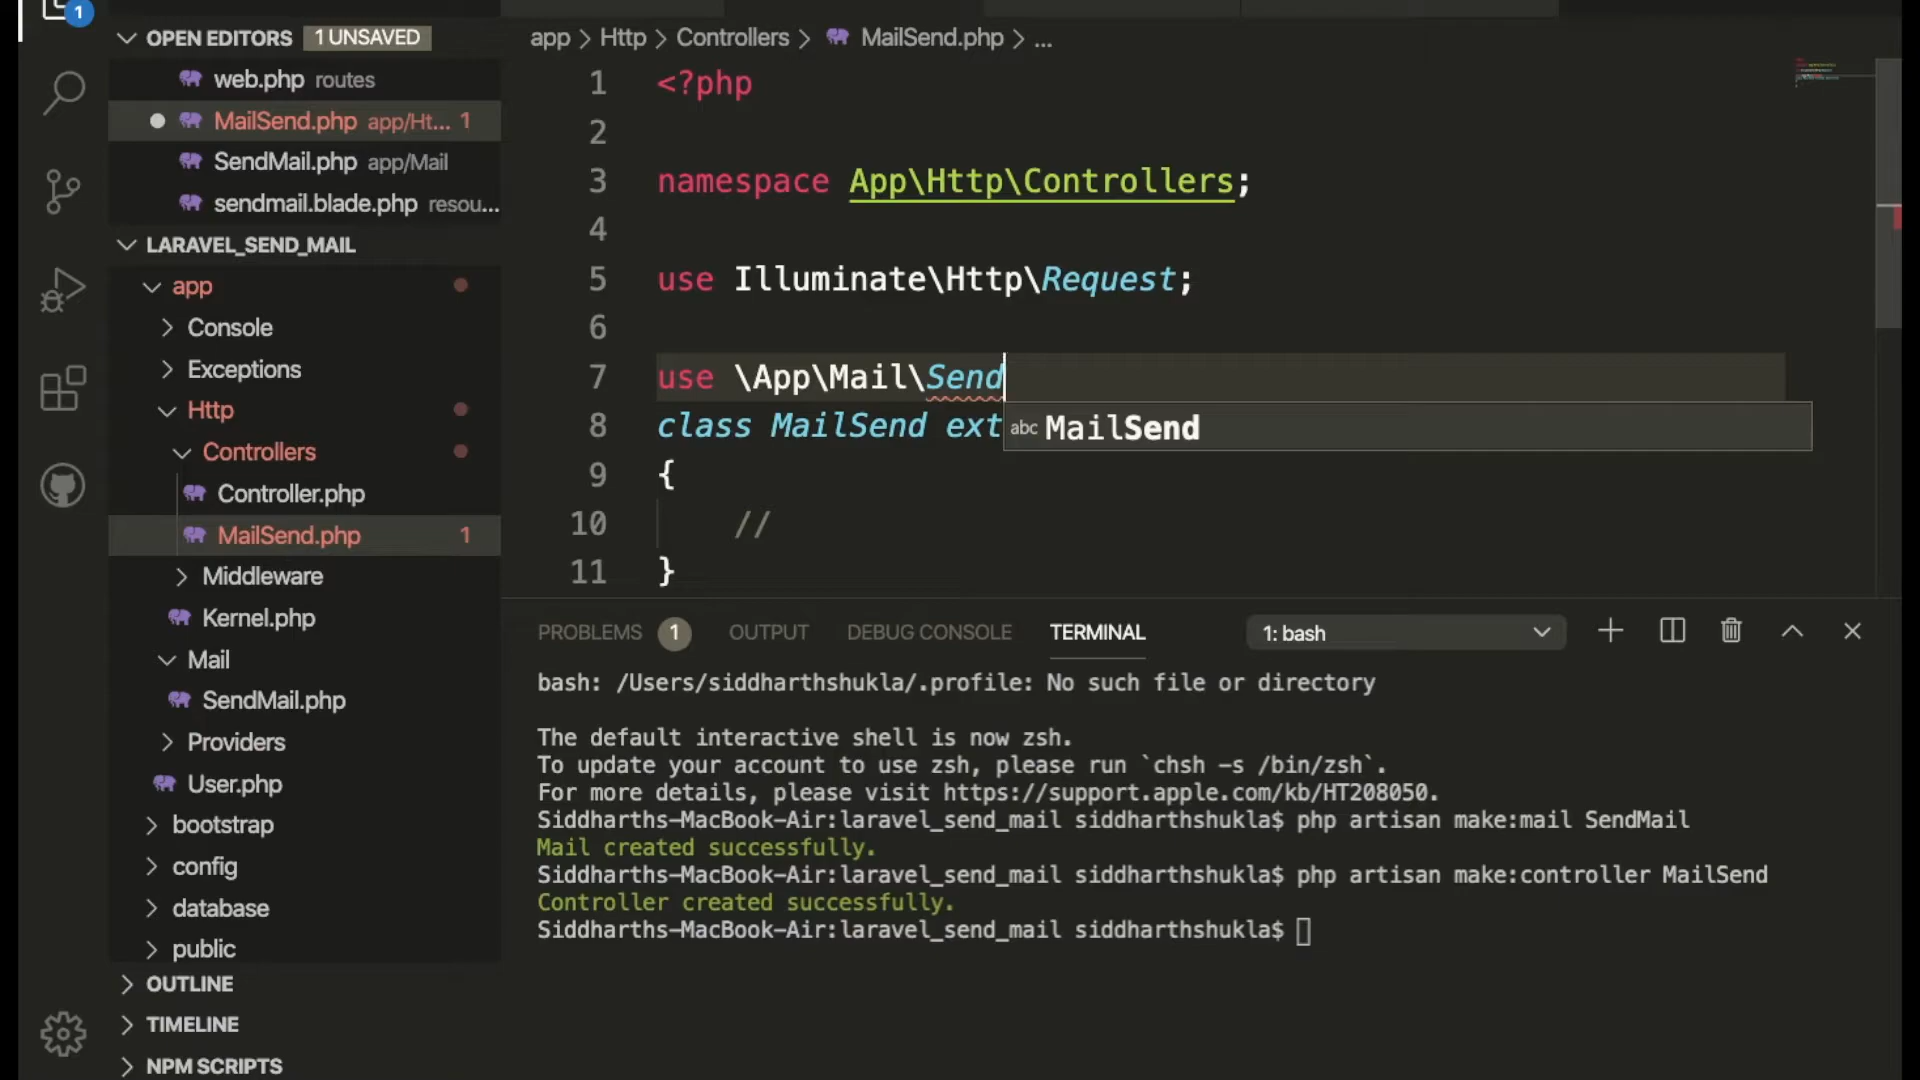 1
OPEN EDITORS 1 UNSAVED
web.php routes
MailSend.php app/Ht... 1
SendMail.php app/Mail
sendmail.blade.php resou...
LARAVEL_SEND_MAIL
app
Console
Exceptions
Http
Controllers
Controller.php
MailSend.php 1
Middleware
Kernel.php
Mail
SendMail.php
Providers
User.php
bootstrap
config
database
public
OUTLINE
TIMELINE
NPM SCRIPTS
app > Http > Controllers > MailSend.php > ...
1 <?php
2
3 namespace App\Http\Controllers;
4
5 use Illuminate\Http\Request;
6
7 use \App\Mail\Send
8 class MailSend ext
abc MailSend
9 {
10 //
11 }
PROBLEMS 1 OUTPUT DEBUG CONSOLE TERMINAL 1: bash
bash: /Users/siddharthshukla/.profile: No such file or directory
The default interactive shell is now zsh.
To update your account to use zsh, please run `chsh -s /bin/zsh`.
For more details, please visit https://support.apple.com/kb/HT208050.
Siddharths-MacBook-Air:laravel_send_mail siddharthshukla$ php artisan make:mail SendMail
Mail created successfully.
Siddharths-MacBook-Air:laravel_send_mail siddharthshukla$ php artisan make:controller MailSend
Controller created successfully.
Siddharths-MacBook-Air:laravel_send_mail siddharthshukla$